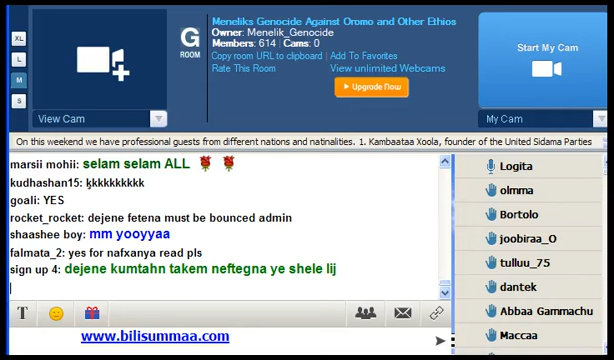 XL
L
M
S
View Cam
G
ROOM
Meneliks Genocide Against Oromo and Other Ethios
Owner: Menelik_Genocide
Members: 614 | Cams: 0
Copy room URL to clipboard | Add To Favorites
Rate This Room View unlimited Webcams
Upgrade Now
Start My Cam
My Cam
On this weekend we have professional guests from different nations and natinalities. 1. Kambaataa Xoola, founder of the United Sidama Parties
marsii mohii: selam selam ALL
kudhashan15: kkkkkkkkkk
goali: YES
rocket_rocket: dejene fetena must be bounced admin
shaashee boy: mm yooyyaa
falmata_2: yes for nafxanya read pls
sign up 4: dejene kumtahn takem neftegna ye shele lij
Logita
olmma
Bortolo
joobiraa_O
tulluu_75
dantek
Abbaa Gammachu
Maccaa
T
www.bilisummaa.com